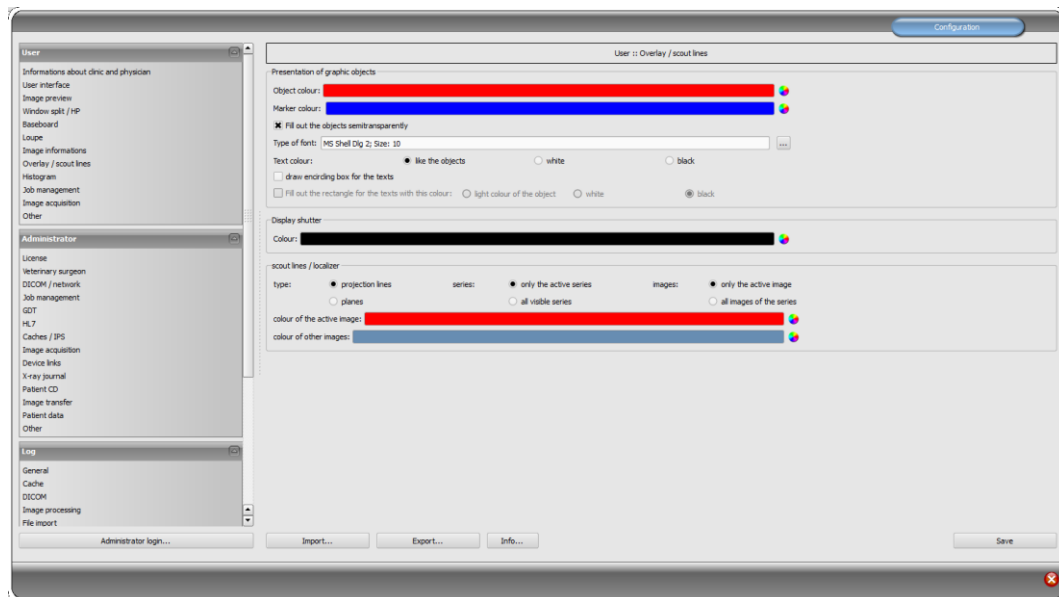 Configuration
User
Informations about clinic and physician
User interface
Image preview
Window split / HP
Baseboard
Loupe
Image informations
Overlay / scout lines
Histogram
Job management
Image acquisition
Other
Administrator
License
Veterinary surgeon
DICOM / network
Job management
GDT
HL7
Caches / IPS
Image acquisition
Device links
X-ray journal
Patient CD
Image transfer
Patient data
Other
Log
General
Cache
DICOM
Image processing
File import
Administrator login...
User :: Overlay / scout lines
Presentation of graphic objects
Object colour:
Marker colour:
Fill out the objects semitransparently
Type of font: MS Shell Dlg 2; Size: 10 ...
Text colour: like the objects white black
draw encircling box for the texts
Fill out the rectangle for the texts with this colour: light colour of the object white black
Display shutter
Colour:
scout lines / localizer
type: projection lines series: only the active series images: only the active image
planes all visible series all images of the series
colour of the active image:
colour of other images:
Import... Export... Info... Save